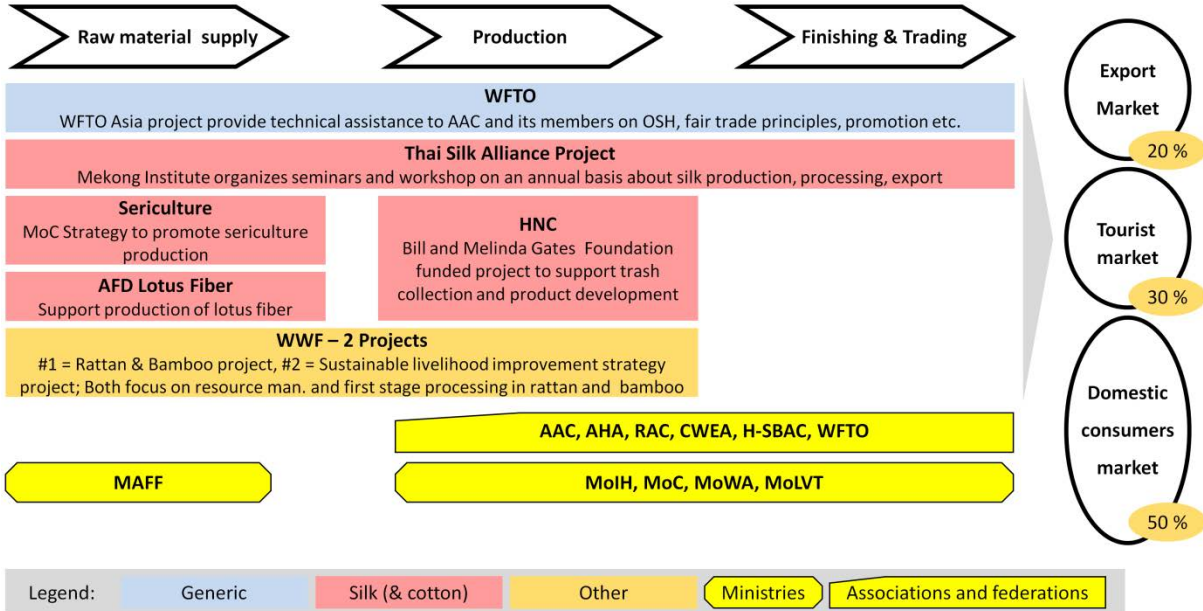 Raw material supply
Production
Finishing & Trading
Export
Market
20 %
WFTO
WFTO Asia project provide technical assistance to AAC and its members on OSH, fair trade principles, promotion etc.
Thai Silk Alliance Project
Mekong Institute organizes seminars and workshop on an annual basis about silk production, processing, export
Sericulture
MoC Strategy to promote sericulture
production
HNC
Bill and Melinda Gates Foundation
funded project to support trash
collection and product development
Tourist
market
30 %
AFD Lotus Fiber
Support production of lotus fiber
WWF – 2 Projects
#1 = Rattan & Bamboo project, #2 = Sustainable livelihood improvement strategy
project; Both focus on resource man. and first stage processing in rattan and bamboo
Domestic
consumers
market
50 %
AAC, AHA, RAC, CWEA, H-SBAC, WFTO
MAFF
MoIH, MoC, MoWA, MoLVT
Legend:
Generic
Silk (& cotton)
Other
Ministries
Associations and federations